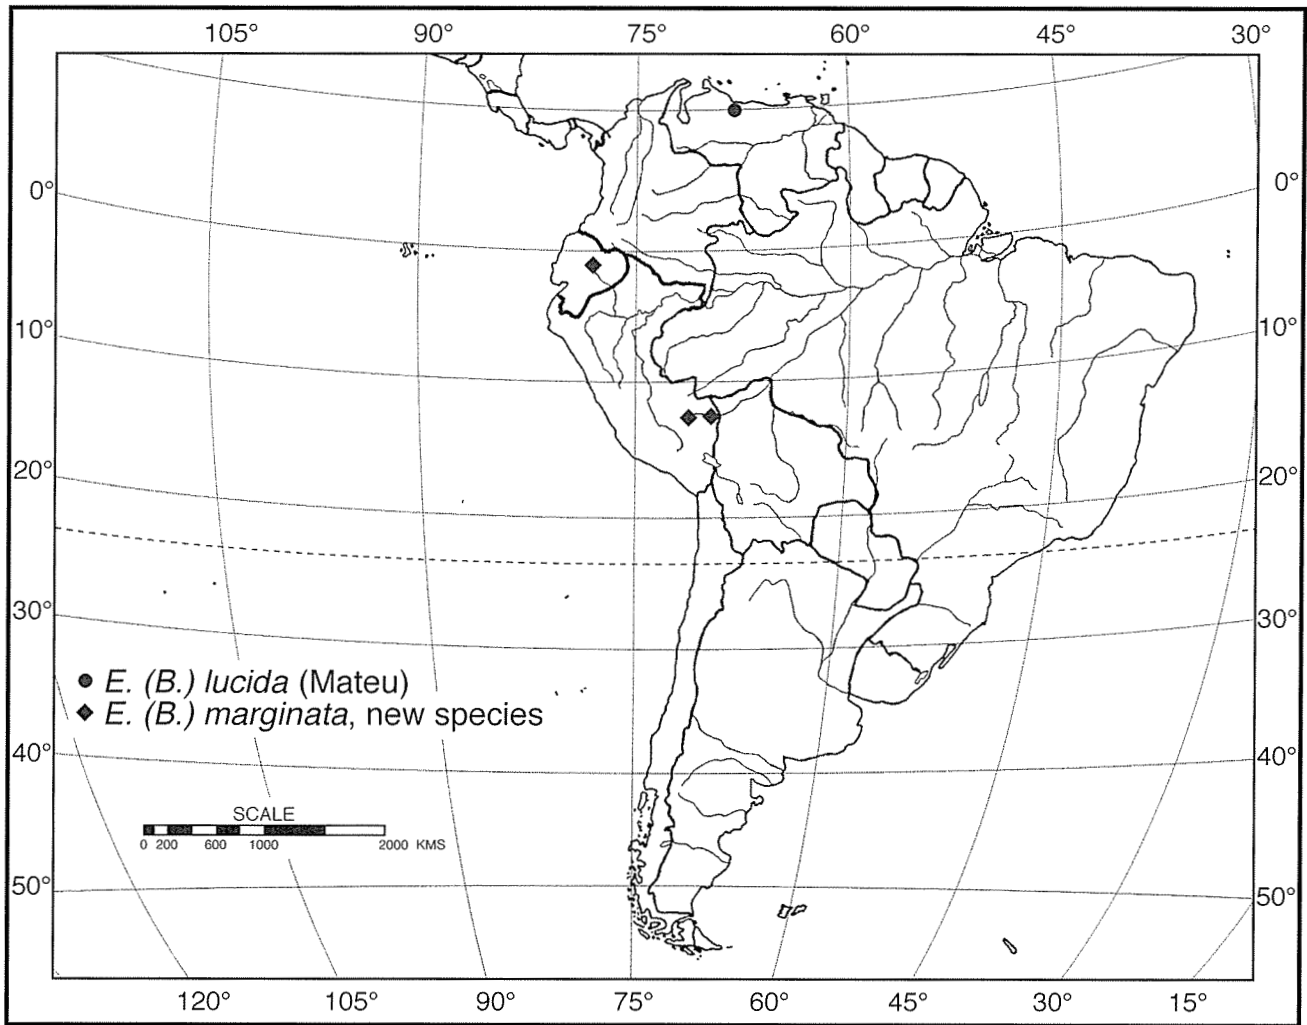 105° 90° 75° 60° 45° 30°
0° 0°
10° 10°
20° 20°
30° 30°
E. (B.) lucida (Mateu)
E. (B.) marginata, new species
40° 40°
SCALE
0 200 600 1000 2000 KMS
50° 50°
120° 105° 90° 75° 60° 45° 30° 15°